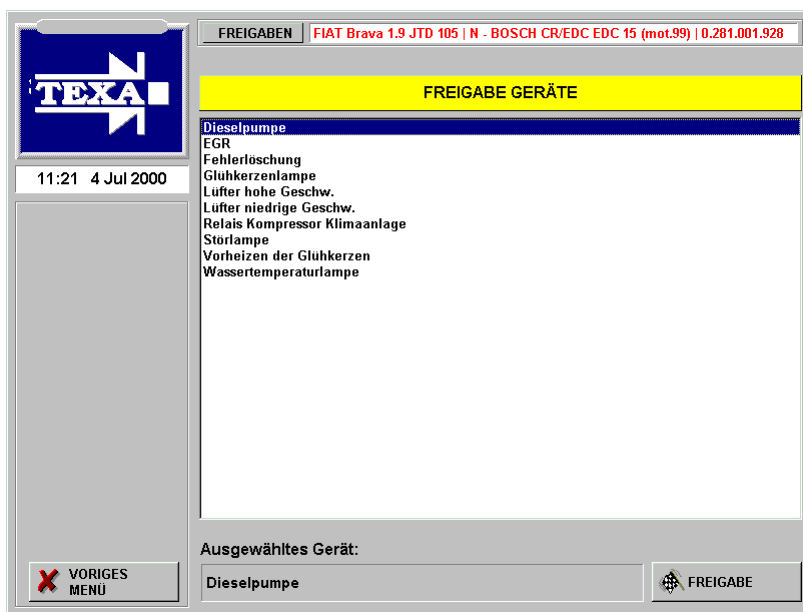 FREIGABEN FIAT Brava 1.9 JTD 105 | N - BOSCH CR/EDC EDC 15 (mot.99) | 0.281.001.928
TEXA
FREIGABE GERÄTE
11:21 4 Jul 2000
Dieselpumpe
EGR
Fehlerlöschung
Glühkerzenlampe
Lüfter hohe Geschw.
Lüfter niedrige Geschw.
Relais Kompressor Klimaanlage
Störlampe
Vorheizen der Glühkerzen
Wassertemperaturlampe
Ausgewähltes Gerät:
Dieselpumpe
VORIGES
MENÜ
FREIGABE